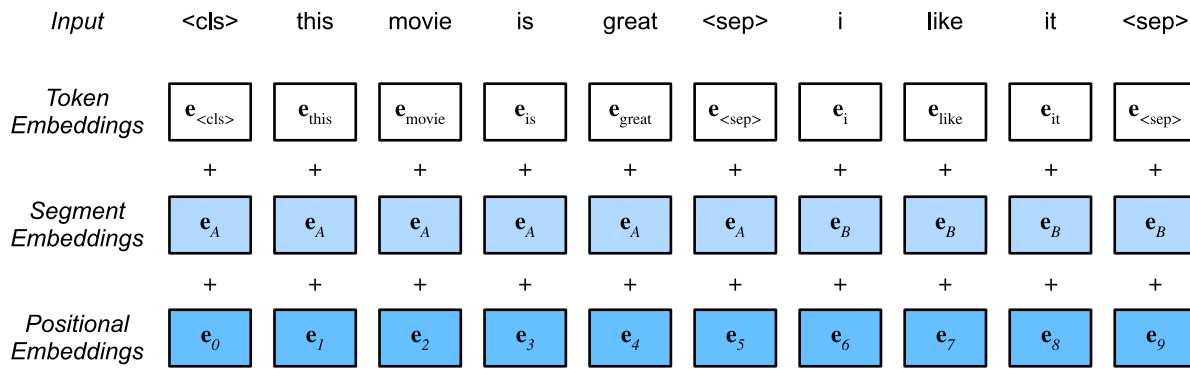 Input <cls> this movie is great <sep> i like it <sep>
Token
Embeddings
e<cls> ethis emovie eis egreat e<sep> ei elike eit e<sep>
+ + + + + + + + + +
Segment
Embeddings
eA eA eA eA eA eA eB eB eB eB
+ + + + + + + + + +
Positional
Embeddings
e0 e1 e2 e3 e4 e5 e6 e7 e8 e9